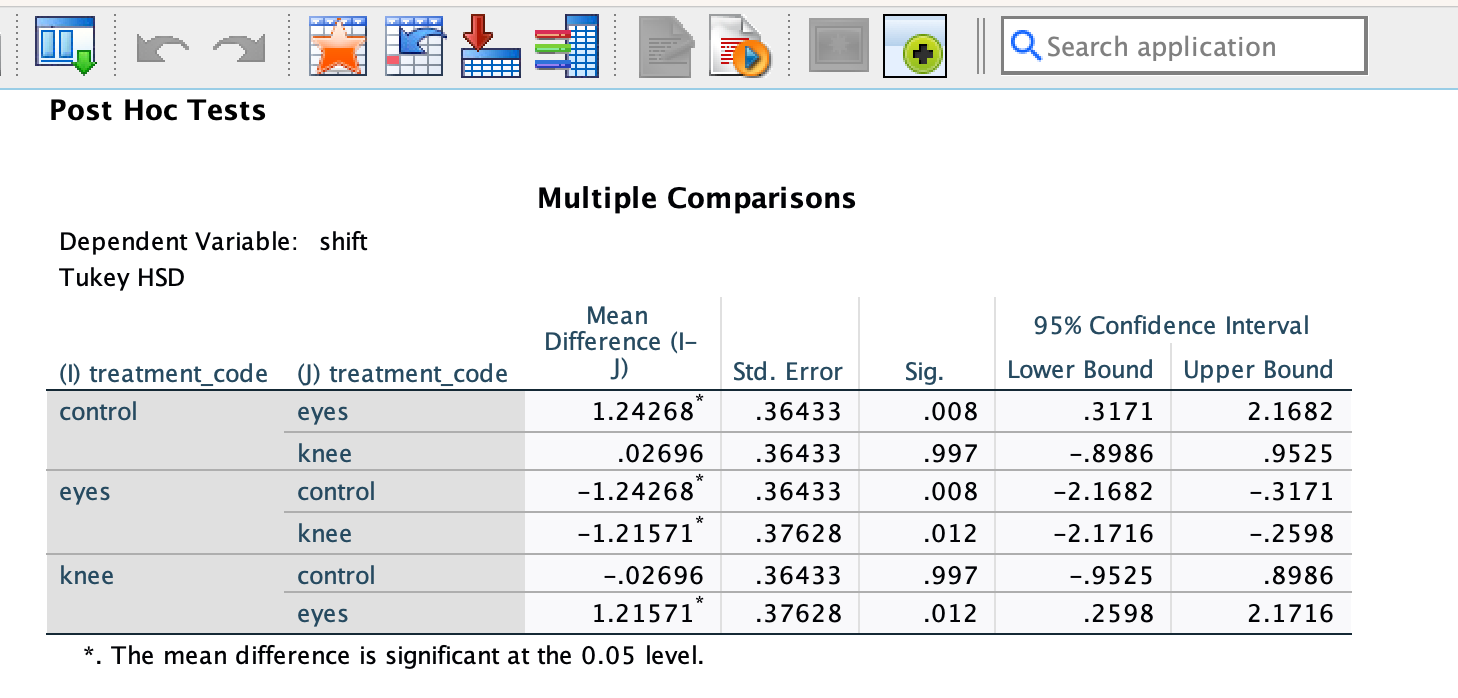 Search application
Post Hoc Tests
Multiple Comparisons
Dependent Variable: shift
Tukey HSD
Mean
Difference (I-
J)
95% Confidence Interval
(I) treatment_code (J) treatment_code Std. Error Sig. Lower Bound Upper Bound
control eyes 1.24268* .36433 .008 .3171 2.1682
knee .02696 .36433 .997 -.8986 .9525
eyes control -1.24268* .36433 .008 -2.1682 -.3171
knee -1.21571* .37628 .012 -2.1716 -.2598
knee control -.02696 .36433 .997 -.9525 .8986
eyes 1.21571* .37628 .012 .2598 2.1716
*. The mean difference is significant at the 0.05 level.